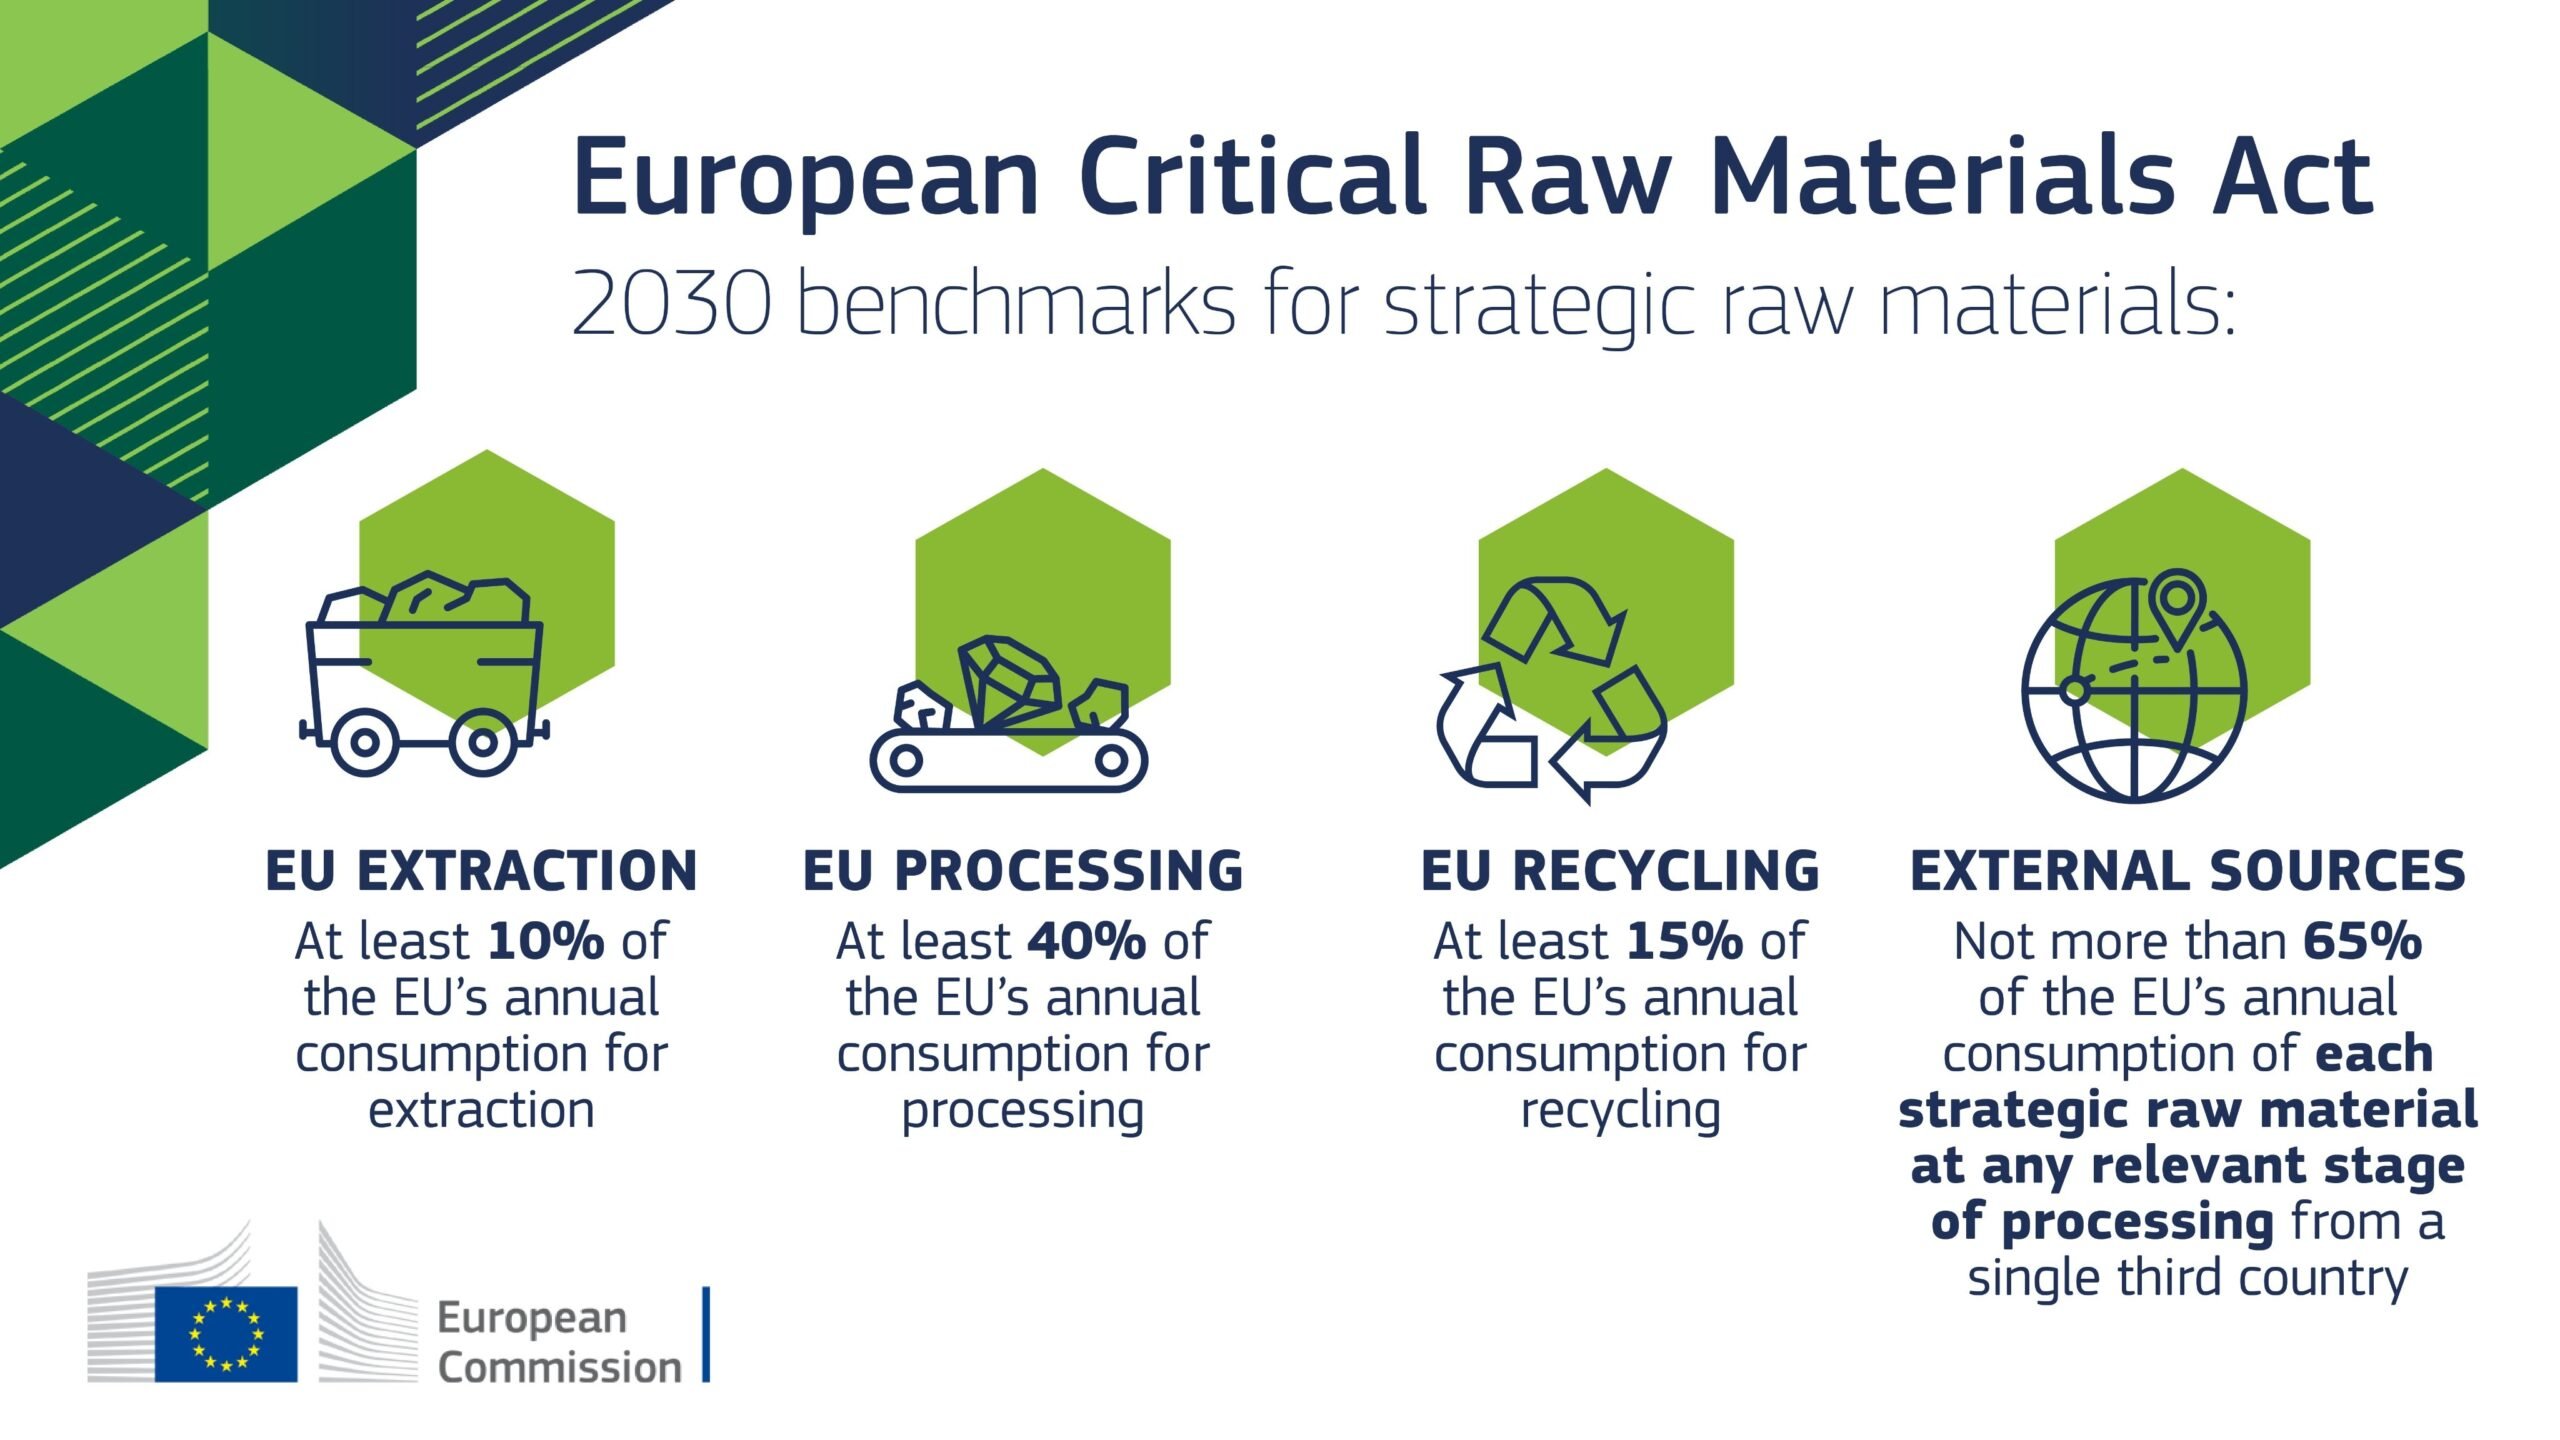 European Critical Raw Materials Act
2030 benchmarks for strategic raw materials:
EU EXTRACTION
At least 10% of
the EU’s annual
consumption for
extraction
EU PROCESSING
At least 40% of
the EU’s annual
consumption for
processing
EU RECYCLING
At least 15% of
the EU’s annual
consumption for
recycling
EXTERNAL SOURCES
Not more than 65%
of the EU’s annual
consumption of each
strategic raw material
at any relevant stage
of processing from a
single third country
European
Commission